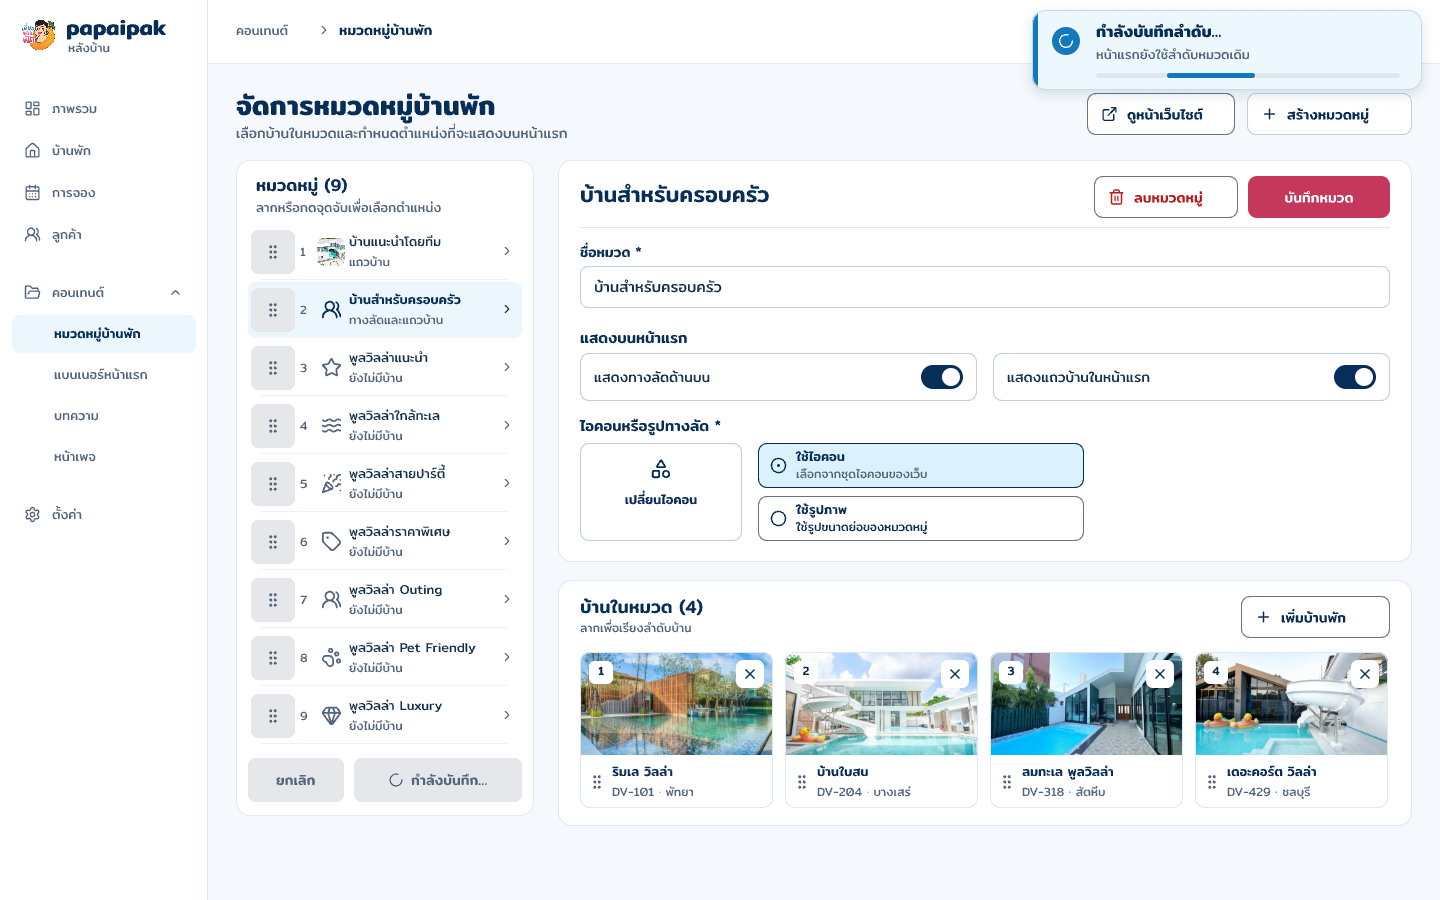 papaipak
หลังบ้าน
ภาพรวม
บ้านพัก
การจอง
ลูกค้า
คอนเทนต์
หมวดหมู่บ้านพัก
แบนเนอร์หน้าแรก
บทความ
หน้าเพจ
ตั้งค่า
คอนเทนต์ > หมวดหมู่บ้านพัก
กำลังบันทึกลำดับ...
หน้าแรกยังใช้ลำดับหมวดเดิม
จัดการหมวดหมู่บ้านพัก
เลือกบ้านในหมวดและกำหนดตำแหน่งที่จะแสดงบนหน้าแรก
ดูหน้าเว็บไซต์
สร้างหมวดหมู่
หมวดหมู่ (9)
ลากหรือกดจุดจับเพื่อเลือกตำแหน่ง
1 บ้านแนะนำโดยทีม
แถวบ้าน
2 บ้านสำหรับครอบครัว
ทางลัดและแถวบ้าน
3 พูลวิลล่าแนะนำ
ยังไม่มีบ้าน
4 พูลวิลล่าใกล้ทะเล
ยังไม่มีบ้าน
5 พูลวิลล่าสายปาร์ตี้
ยังไม่มีบ้าน
6 พูลวิลล่าราคาพิเศษ
ยังไม่มีบ้าน
7 พูลวิลล่า Outing
ยังไม่มีบ้าน
8 พูลวิลล่า Pet Friendly
ยังไม่มีบ้าน
9 พูลวิลล่า Luxury
ยังไม่มีบ้าน
ยกเลิก
กำลังบันทึก...
บ้านสำหรับครอบครัว
ลบหมวดหมู่
บันทึกหมวด
ชื่อหมวด *
บ้านสำหรับครอบครัว
แสดงบนหน้าแรก
แสดงทางลัดด้านบน
แสดงแถวบ้านในหน้าแรก
ไอคอนหรือรูปทางลัด *
เปลี่ยนไอคอน
ใช้ไอคอน
เลือกจากชุดไอคอนของเว็บ
ใช้รูปภาพ
ใช้รูปขนาดย่อของหมวดหมู่
บ้านในหมวด (4)
ลากเพื่อเรียงลำดับบ้าน
เพิ่มบ้านพัก
1
ริมเล วิลล่า
DV-101 · พัทยา
2
บ้านใบสน
DV-204 · บางเสร่
3
ลมทะเล พูลวิลล่า
DV-318 · สัตหีบ
4
เดอะคอร์ต วิลล่า
DV-429 · ชลบุรี